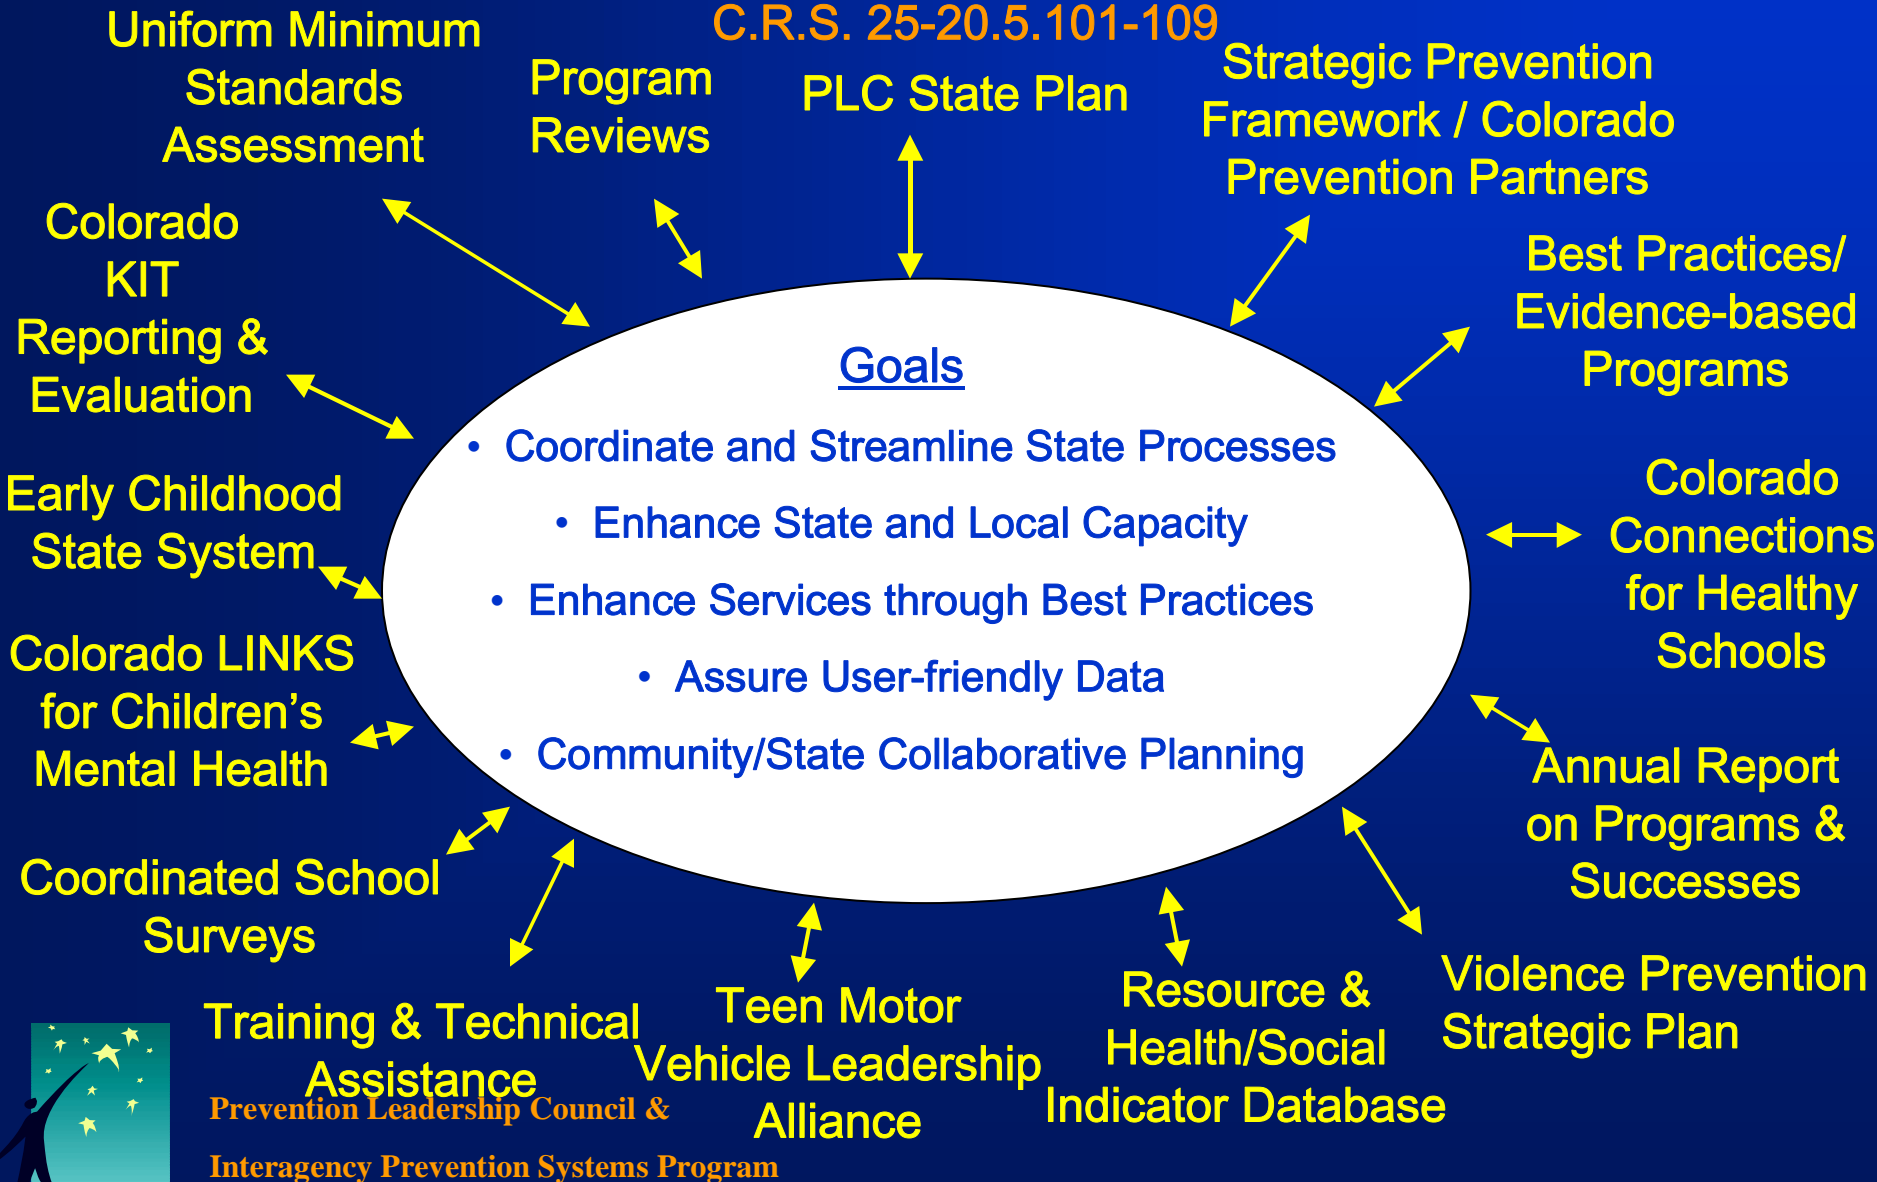 C.R.S. 25-20.5.101-109
Uniform Minimum
Standards
Assessment
Program
Reviews
PLC State Plan
Strategic Prevention
Framework / Colorado
Prevention Partners
Colorado
KIT
Reporting &
Evaluation
Best Practices/
Evidence-based
Programs
Goals
• Coordinate and Streamline State Processes
• Enhance State and Local Capacity
• Enhance Services through Best Practices
• Assure User-friendly Data
• Community/State Collaborative Planning
Early Childhood
State System
Colorado
Connections
for Healthy
Schools
Colorado LINKS
for Children’s
Mental Health
Annual Report
on Programs &
Successes
Coordinated School
Surveys
Training & Technical
Assistance
Teen Motor
Vehicle Leadership
Alliance
Resource &
Health/Social
Indicator Database
Violence Prevention
Strategic Plan
Prevention Leadership Council &
Interagency Prevention Systems Program